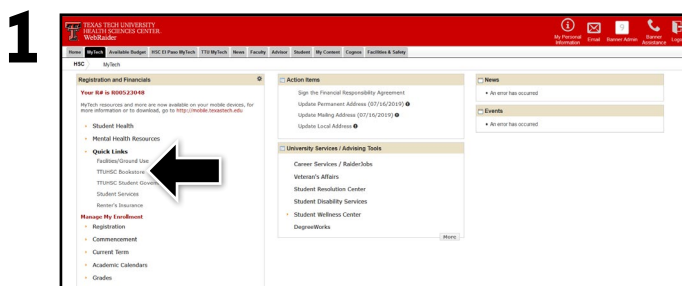 1
TEXAS TECH UNIVERSITY
HEALTH SCIENCES CENTER.
WebRaider
My Personal Information Email 9 Banner Admin Banner Assistance
Home MyTech Available Budget HSC El Paso MyTech TTU MyTech News Faculty Advisor Student My Content Cognos Facilities & Safety
HSC MyTech
Registration and Financials
Your R# is R00523048
MyTech resources and more are now available on your mobile devices, for
more information or to download, go to http://mobile.texastech.edu
Student Health
Mental Health Resources
Quick Links
Facilities/Ground Use
TTUHSC Bookstore
TTUHSC Student
Student Services
Renter's Insurance
Manage My Enrollment
Registration
Commencement
Current Term
Academic Calendars
Grades
Action Items
Sign the Financial Responsibility Agreement
Update Permanent Address (07/16/2019)
Update Mailing Address (07/16/2019)
Update Local Address
University Services / Advising Tools
Career Services / RaiderJobs
Veteran's Affairs
Student Resolution Center
Student Disability Services
Student Wellness Center
DegreeWorks
More
News
An error has occurred
Events
An error has occurred